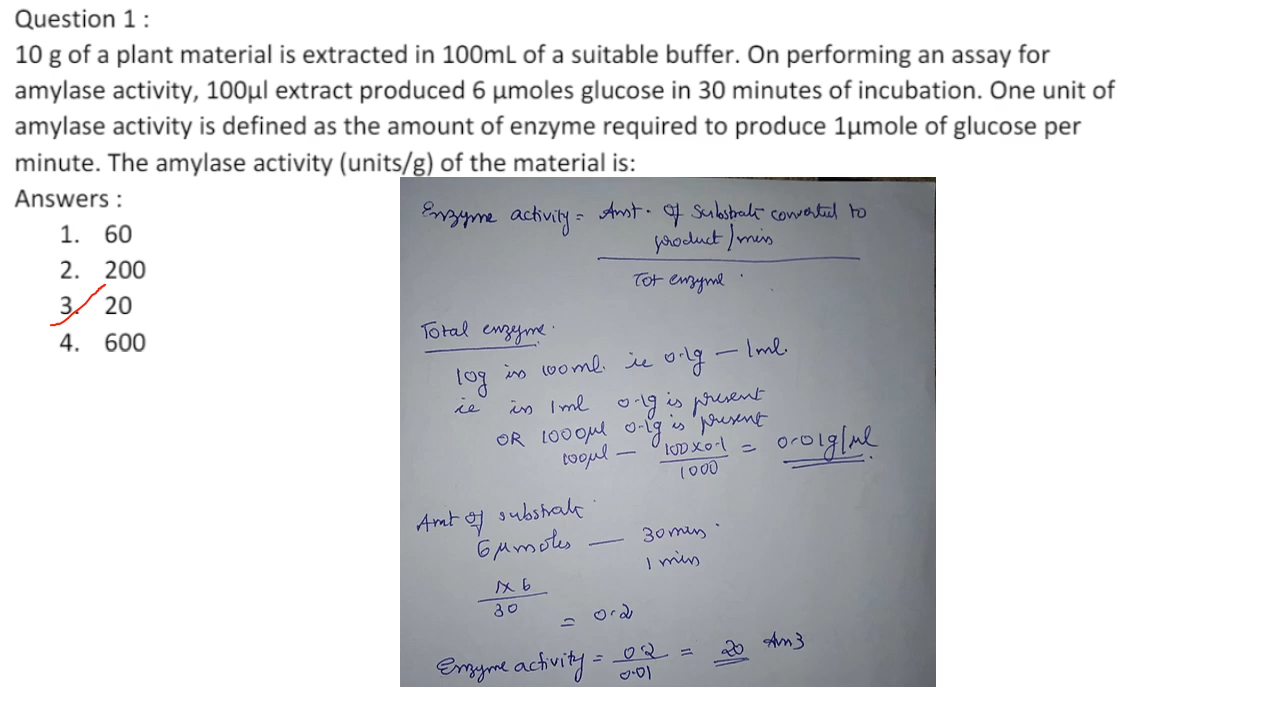 Question 1 :
10 g of a plant material is extracted in 100mL of a suitable buffer. On performing an assay for
amylase activity, 100µl extract produced 6 µmoles glucose in 30 minutes of incubation. One unit of
amylase activity is defined as the amount of enzyme required to produce 1µmole of glucose per
minute. The amylase activity (units/g) of the material is:
Answers :
1. 60
2. 200
3. 20
4. 600
Enzyme activity = Amt. of substrate converted to
product/min
Tot enzyme
Total enzyme.
10g in 100ml. ie 0.1g — 1ml.
ie in 1ml 0.1g is present
OR 1000µl 0.1g is present
100µl — 100 x 0.1 = 0.01g/µl
1000
Amt of substrate
6 µmoles — 30 min.
1 min
1 x 6
30
= 0.2
Enzyme activity = 0.2 = 20 Ans 3
0.01